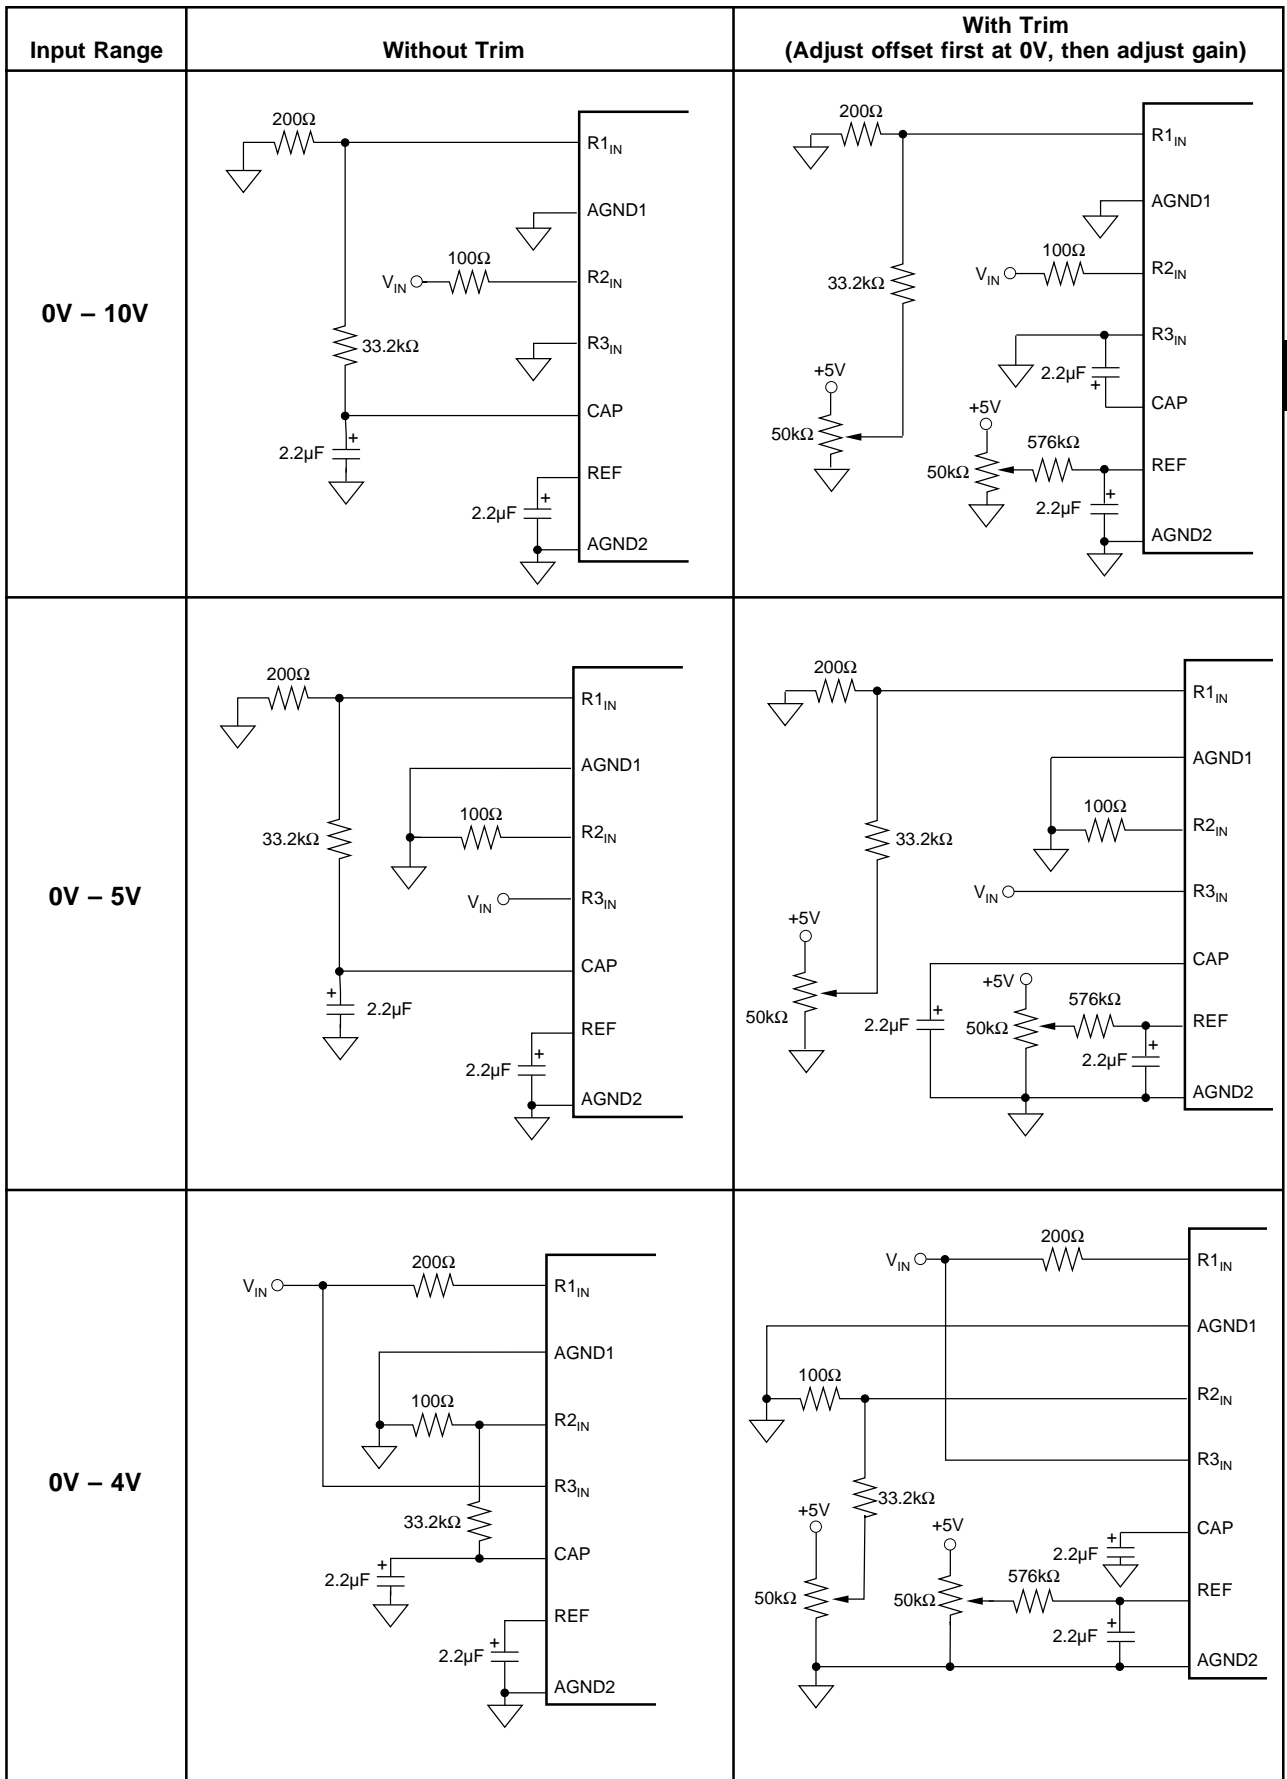 Input Range
Without Trim
With Trim
(Adjust offset first at 0V, then adjust gain)
0V – 10V
200Ω
R1IN
AGND1
100Ω
VIN
R2IN
33.2kΩ
R3IN
CAP
+
2.2µF
REF
+
2.2µF
AGND2
200Ω
R1IN
AGND1
100Ω
VIN
R2IN
33.2kΩ
R3IN
2.2µF
+
+5V
CAP
50kΩ
+5V
576kΩ
REF
50kΩ
+
2.2µF
AGND2
0V – 5V
200Ω
R1IN
AGND1
100Ω
33.2kΩ
R2IN
VIN
R3IN
CAP
+
2.2µF
REF
+
2.2µF
AGND2
200Ω
R1IN
AGND1
100Ω
33.2kΩ
R2IN
VIN
R3IN
+5V
CAP
+5V
576kΩ
50kΩ
+
2.2µF
50kΩ
REF
+
2.2µF
AGND2
0V – 4V
200Ω
VIN
R1IN
AGND1
100Ω
R2IN
R3IN
33.2kΩ
CAP
+
2.2µF
REF
+
2.2µF
AGND2
200Ω
VIN
R1IN
AGND1
100Ω
R2IN
R3IN
33.2kΩ
+5V
+5V
CAP
+
2.2µF
576kΩ
REF
50kΩ
50kΩ
+
2.2µF
AGND2